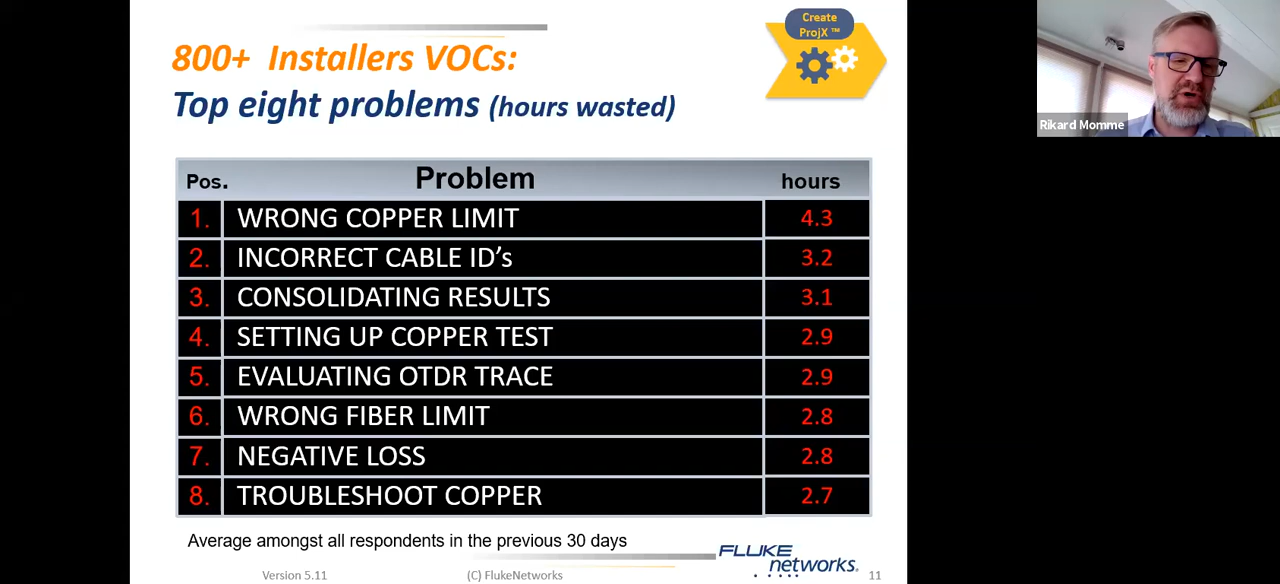 Create
ProjX ™
800+ Installers VOCs:
Top eight problems (hours wasted)
Pos. Problem hours
1. WRONG COPPER LIMIT 4.3
2. INCORRECT CABLE ID’s 3.2
3. CONSOLIDATING RESULTS 3.1
4. SETTING UP COPPER TEST 2.9
5. EVALUATING OTDR TRACE 2.9
6. WRONG FIBER LIMIT 2.8
7. NEGATIVE LOSS 2.8
8. TROUBLESHOOT COPPER 2.7
Average amongst all respondents in the previous 30 days
FLUKE
networks.
Version 5.11 (C) FlukeNetworks 11
Rikard Momme